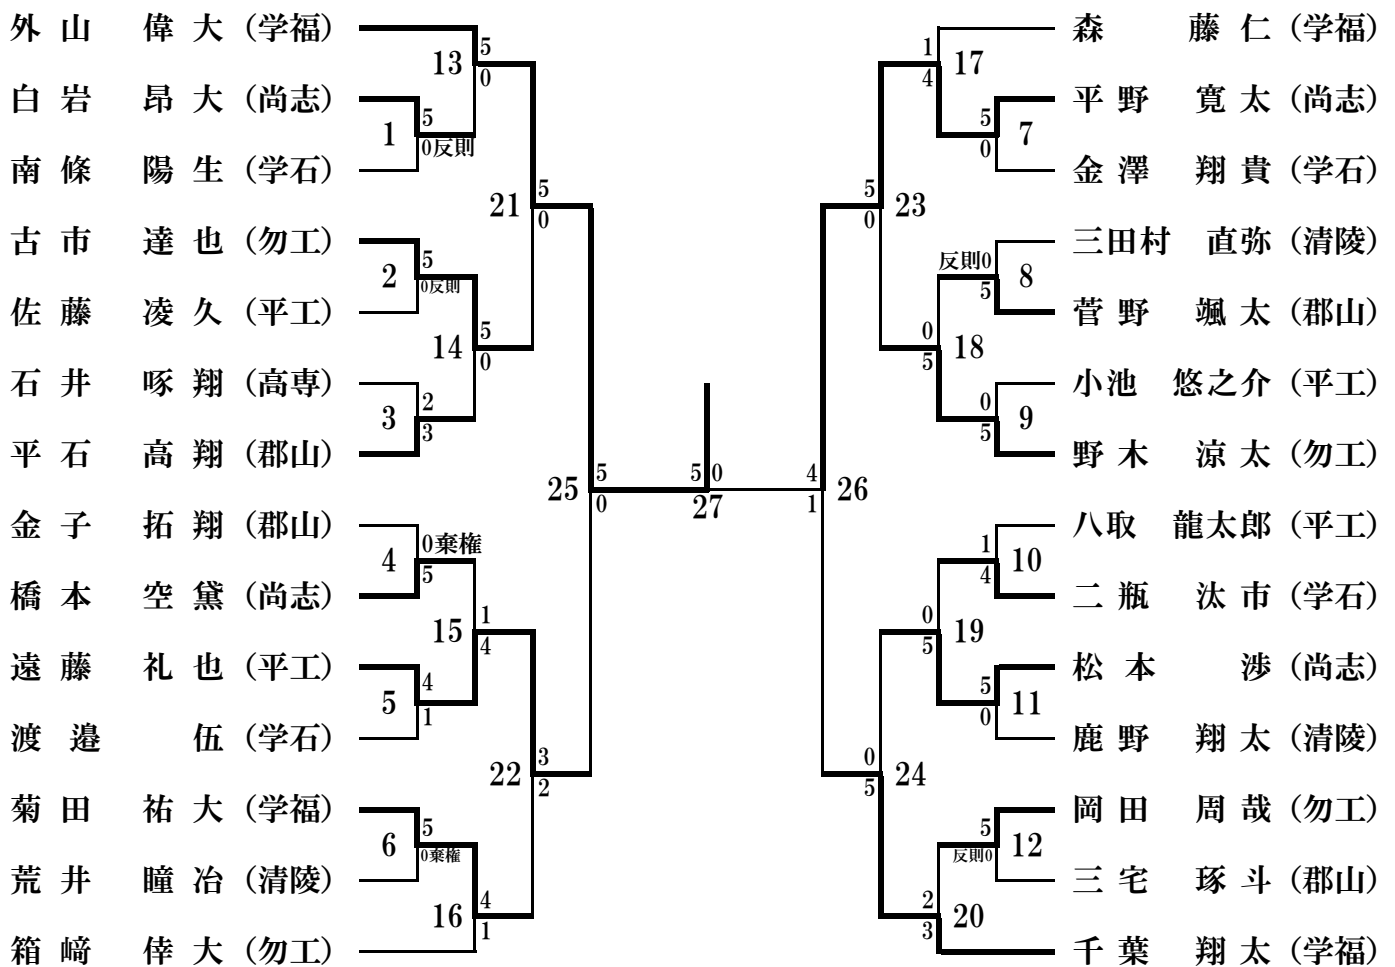 外山 偉大 (学福)
5
13
0
白岩 昂大 (尚志)
5
1
0反則
南條 陽生 (学石)
5
21
0
古市 達也 (勿工)
5
2
0反則
佐藤 凌久 (平工)
5
14
0
石井 啄翔 (高専)
2
3
3
平石 高翔 (郡山)
5
25
0
金子 拓翔 (郡山)
0棄権
4
5
橋本 空黛 (尚志)
1
15
4
遠藤 礼也 (平工)
4
5
1
渡邉 伍 (学石)
3
22
2
菊田 祐大 (学福)
5
6
0棄権
荒井 瞳冶 (清陵)
4
16
1
箱﨑 倖大 (勿工)
5 0
27
森 藤仁 (学福)
1
17
4
平野 寛太 (尚志)
5
7
0
金澤 翔貴 (学石)
5
23
0
三田村 直弥 (清陵)
反則0
8
5
菅野 颯太 (郡山)
0
18
5
小池 悠之介 (平工)
0
9
5
野木 涼太 (勿工)
4
26
1
八取 龍太郎 (平工)
1
10
4
二瓶 汰市 (学石)
0
19
5
松本 渉 (尚志)
5
11
0
鹿野 翔太 (清陵)
0
24
5
岡田 周哉 (勿工)
5
12
反則0
三宅 琢斗 (郡山)
2
20
3
千葉 翔太 (学福)